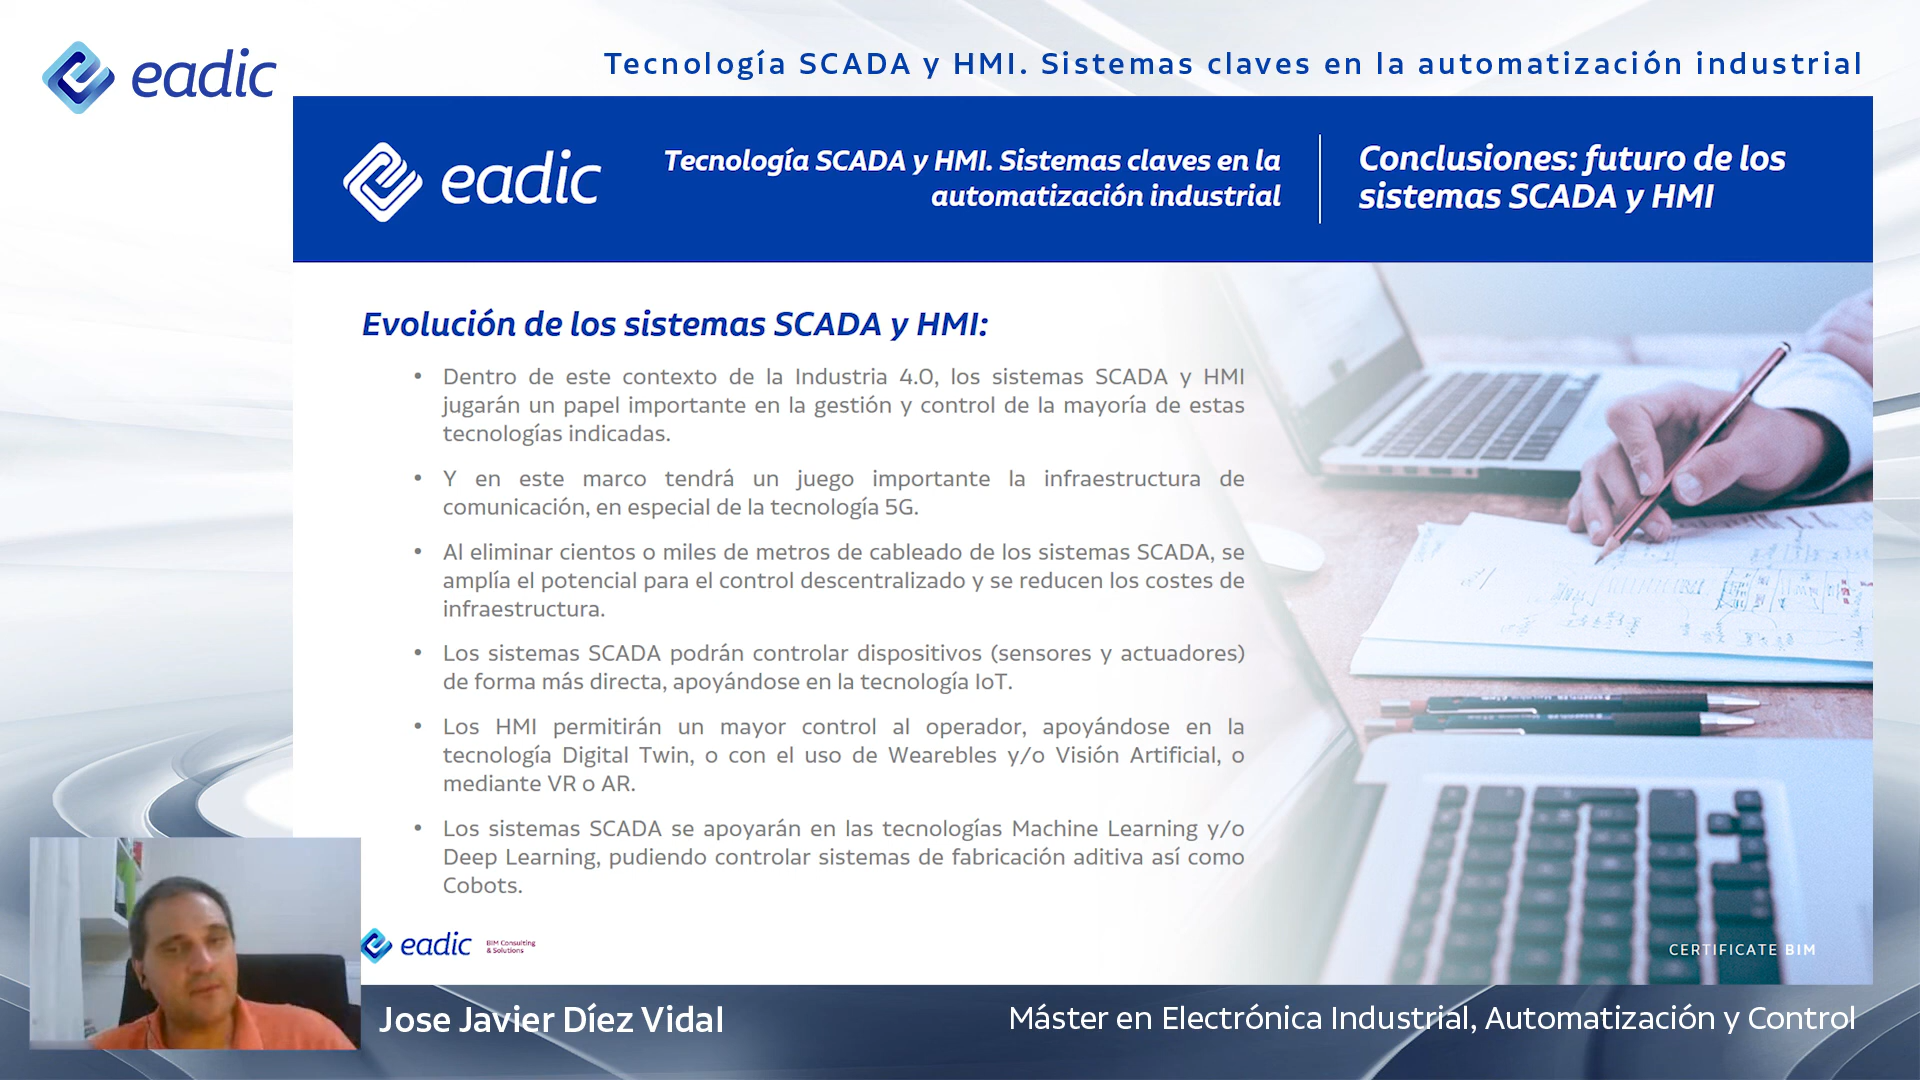 eadic
Tecnología SCADA y HMI. Sistemas claves en la automatización industrial
eadic
Tecnología SCADA y HMI. Sistemas claves en la
automatización industrial
Conclusiones: futuro de los
sistemas SCADA y HMI
Evolución de los sistemas SCADA y HMI:
• Dentro de este contexto de la Industria 4.0, los sistemas SCADA y HMI
jugarán un papel importante en la gestión y control de la mayoría de estas
tecnologías indicadas.
• Y en este marco tendrá un juego importante la infraestructura de
comunicación, en especial de la tecnología 5G.
• Al eliminar cientos o miles de metros de cableado de los sistemas SCADA, se
amplía el potencial para el control descentralizado y se reducen los costes de
infraestructura.
• Los sistemas SCADA podrán controlar dispositivos (sensores y actuadores)
de forma más directa, apoyándose en la tecnología IoT.
• Los HMI permitirán un mayor control al operador, apoyándose en la
tecnología Digital Twin, o con el uso de Wearebles y/o Visión Artificial, o
mediante VR o AR.
• Los sistemas SCADA se apoyarán en las tecnologías Machine Learning y/o
Deep Learning, pudiendo controlar sistemas de fabricación aditiva así como
Cobots.
eadic
BIM Consulting
& Solutions
CERTIFICATE BIM
Jose Javier Díez Vidal
Máster en Electrónica Industrial, Automatización y Control